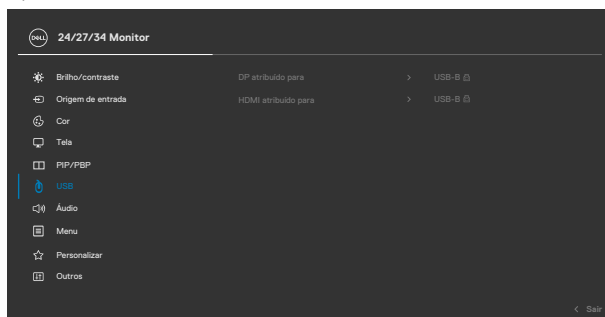 DELL 24/27/34 Monitor
Brilho/contraste DP atribuído para > USB-B
Origem de entrada HDMI atribuído para > USB-B
Cor
Tela
PIP/PBP
USB
Áudio
Menu
Personalizar
Outros
< Sair